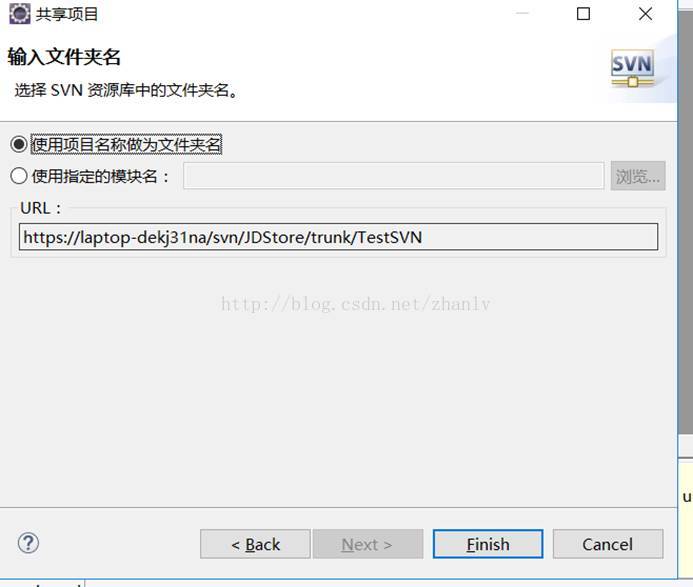 共享项目
输入文件夹名
选择 SVN 资源库中的文件夹名。
SVN
使用项目名称做为文件夹名
使用指定的模块名：
浏览...
URL：
https://laptop-dekj31na/svn/JDStore/trunk/TestSVN
http://blog.csdn.net/zhanlv
u
?
< Back
Next >
Finish
Cancel